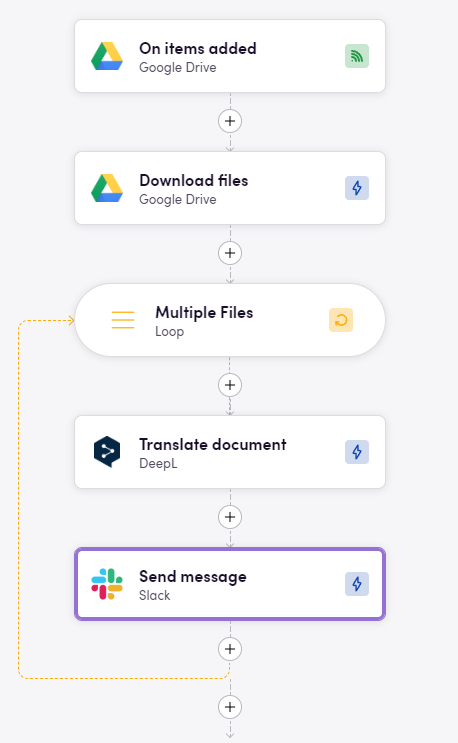 On items added
Google Drive
Download files
Google Drive
Multiple Files
Loop
Translate document
DeepL
Send message
Slack